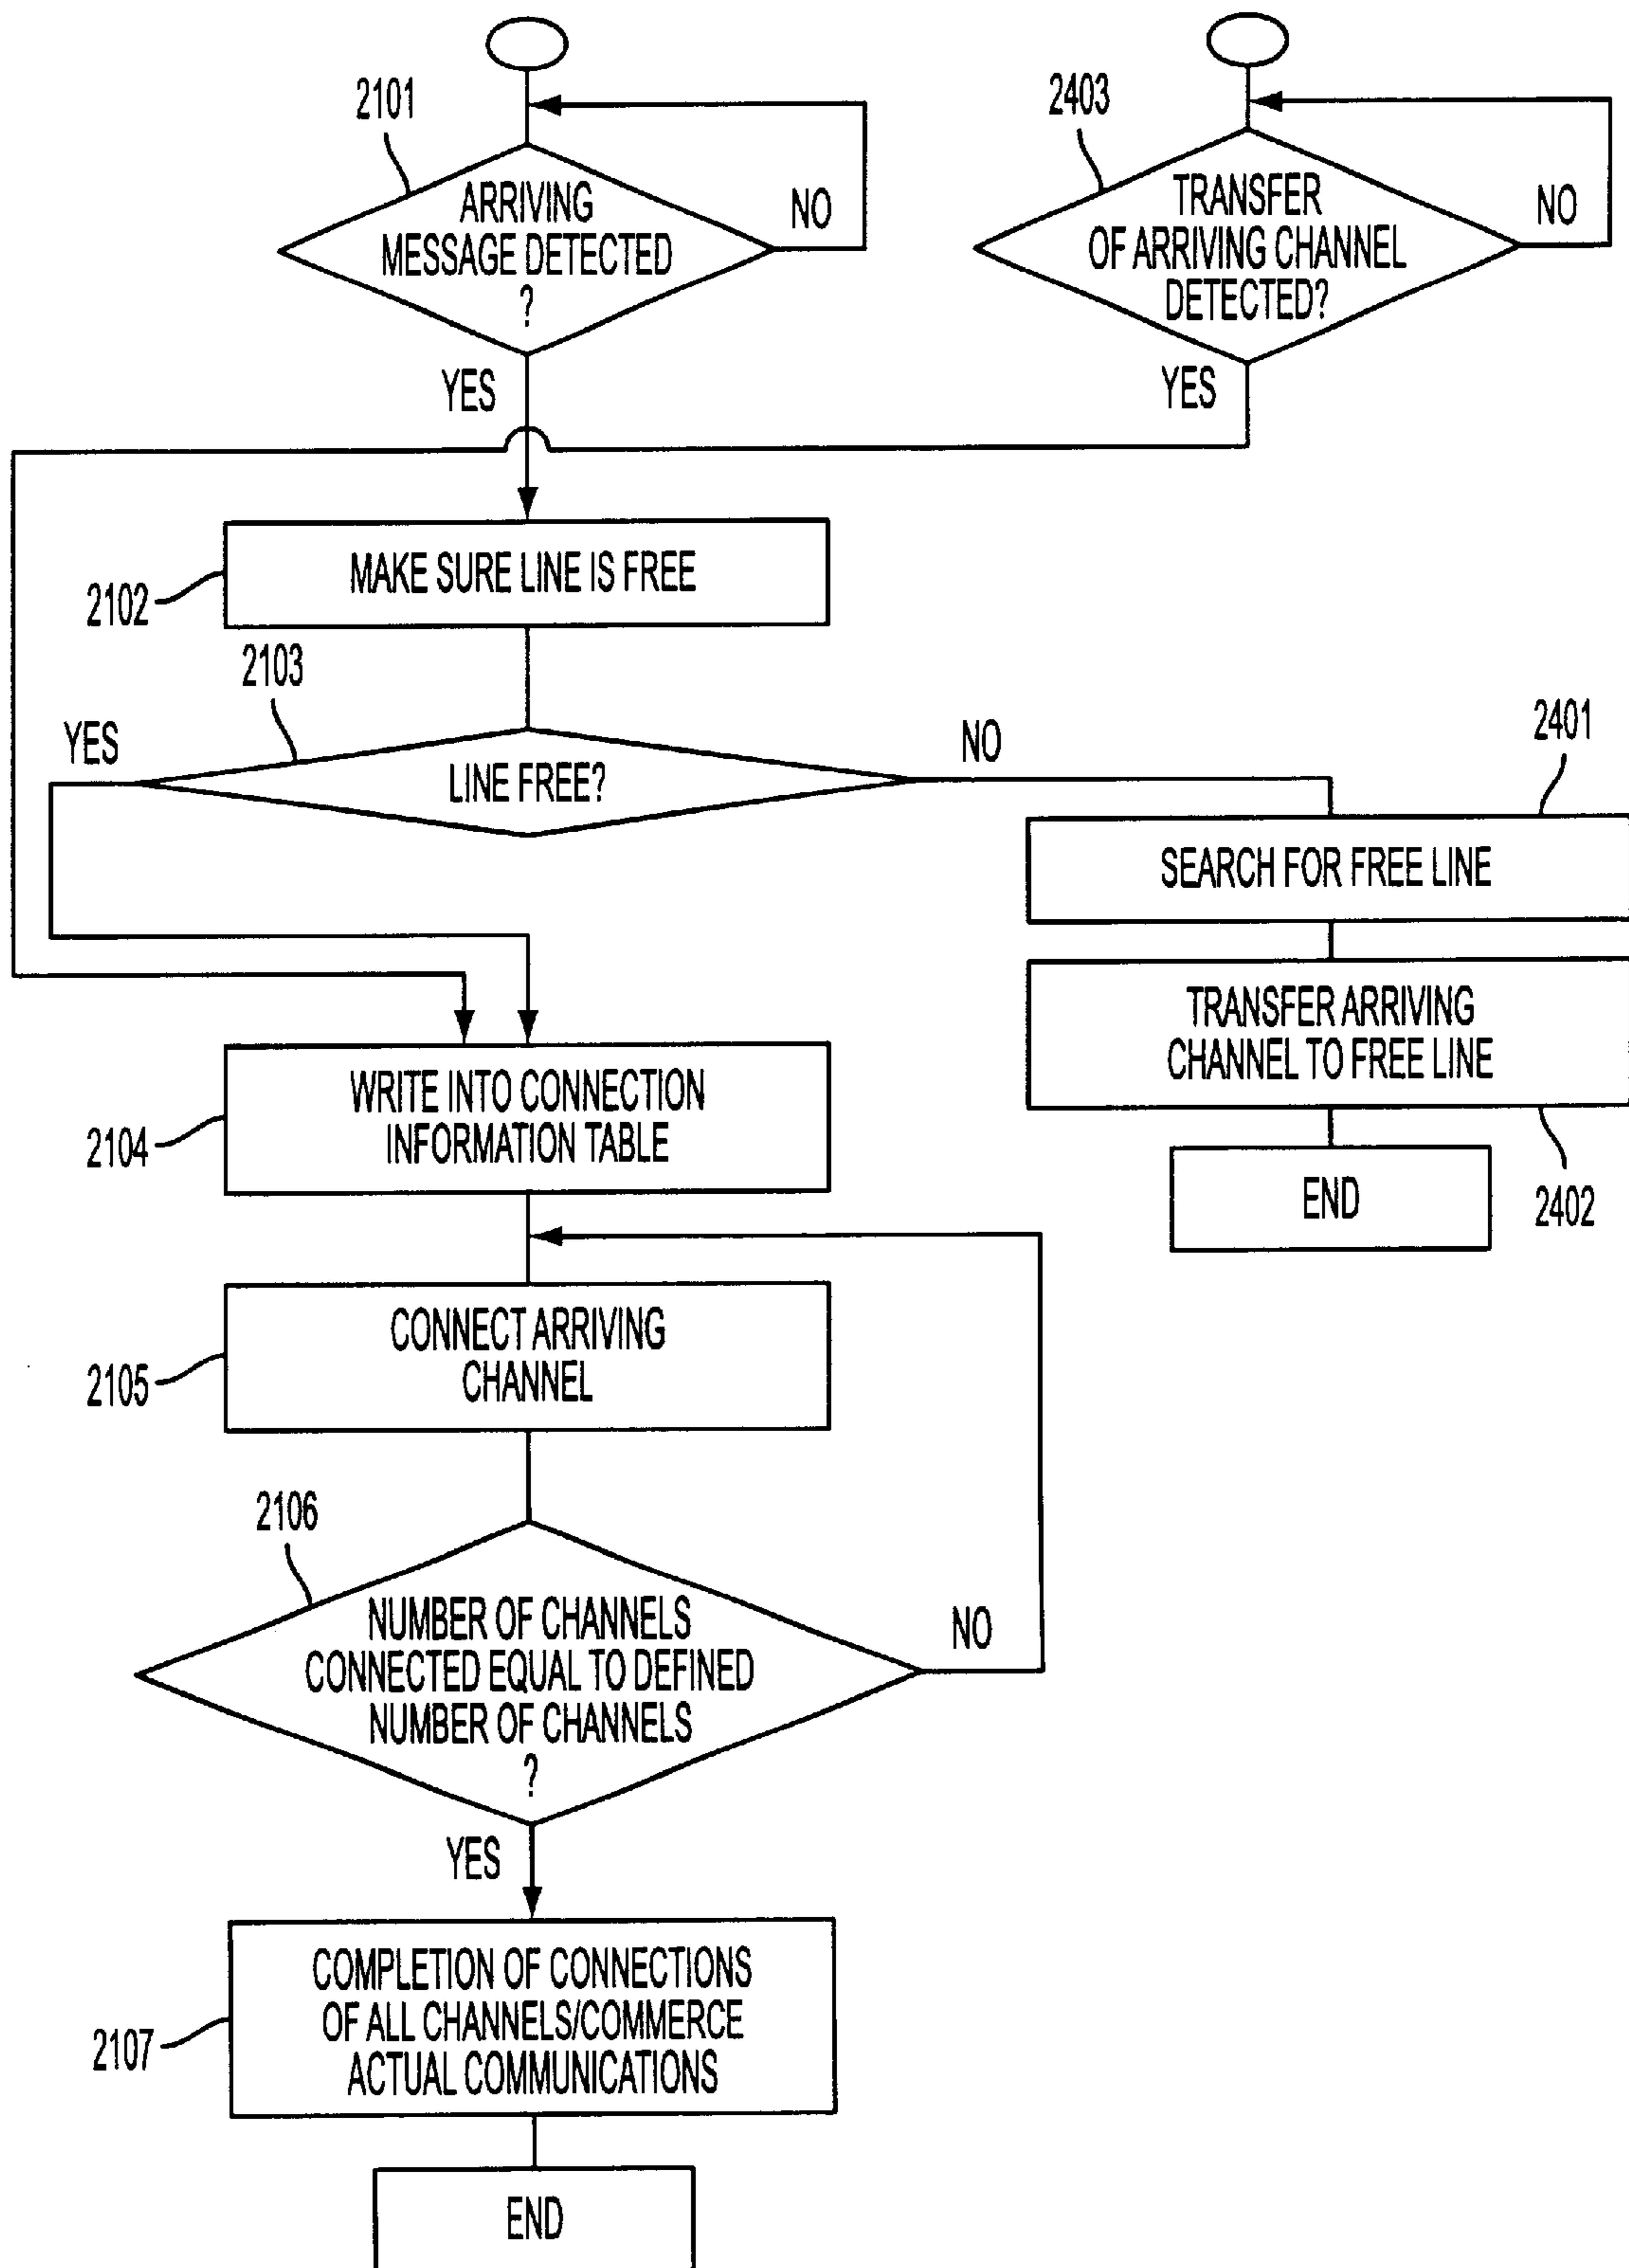 2101
ARRIVING
MESSAGE DETECTED
?
NO
YES
2403
TRANSFER
OF ARRIVING CHANNEL
DETECTED?
NO
YES
MAKE SURE LINE IS FREE
2102
2103
YES
LINE FREE?
NO
2401
SEARCH FOR FREE LINE
TRANSFER ARRIVING
CHANNEL TO FREE LINE
2402
END
WRITE INTO CONNECTION
INFORMATION TABLE
2104
CONNECT ARRIVING
CHANNEL
2105
2106
NUMBER OF CHANNELS
CONNECTED EQUAL TO DEFINED
NUMBER OF CHANNELS
?
NO
YES
COMPLETION OF CONNECTIONS
OF ALL CHANNELS/COMMERCE
ACTUAL COMMUNICATIONS
2107
END